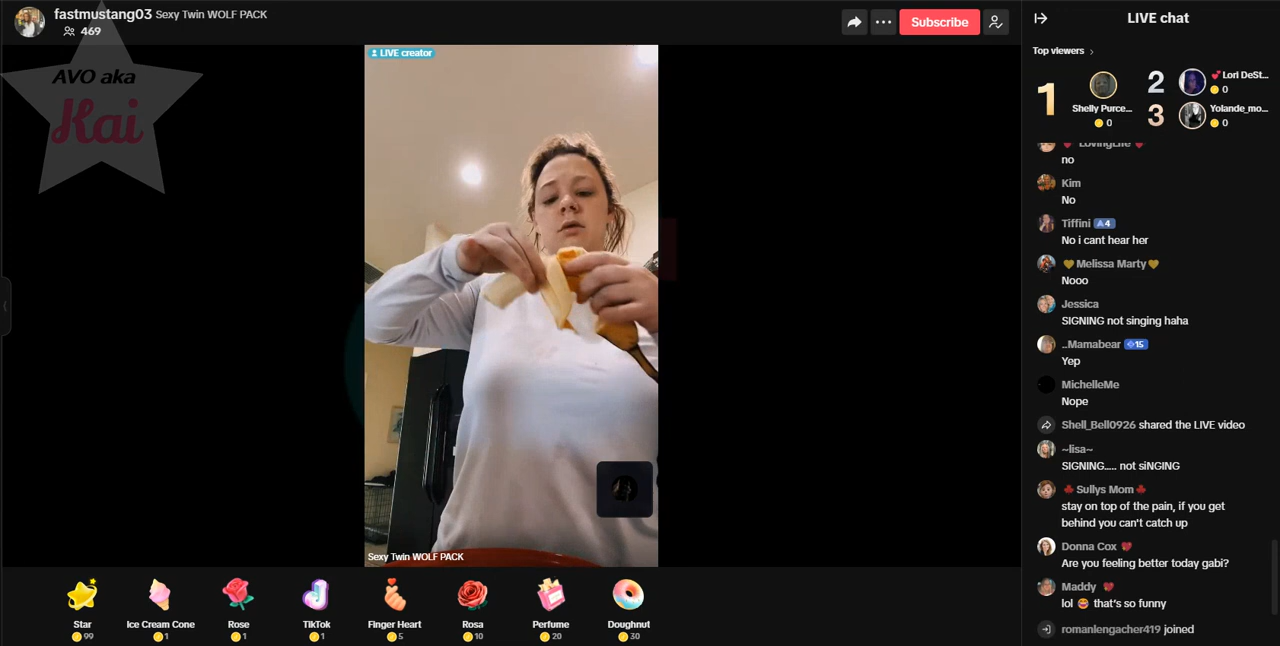 fastmustang03 Sexy Twin WOLF PACK
469
Subscribe
AVO aka
Kai
LIVE creator
Sexy Twin WOLF PACK
Star
99
Ice Cream Cone
1
Rose
1
TikTok
1
Finger Heart
5
Rosa
10
Perfume
20
Doughnut
30
LIVE chat
Top viewers
1
Shelly Purce...
0
2
Lori DeSt...
0
3
Yolande_mo...
0
LovingLife
no
Kim
No
Tiffini 4
No i cant hear her
Melissa Marty
Nooo
Jessica
SIGNING not singing haha
..Mamabear 15
Yep
MichelleMe
Nope
Shell_Bell0926 shared the LIVE video
~lisa~
SIGNING..... not siNGING
Sullys Mom
stay on top of the pain, if you get
behind you can't catch up
Donna Cox
Are you feeling better today gabi?
Maddy
lol 😂 that's so funny
romanlengacher419 joined